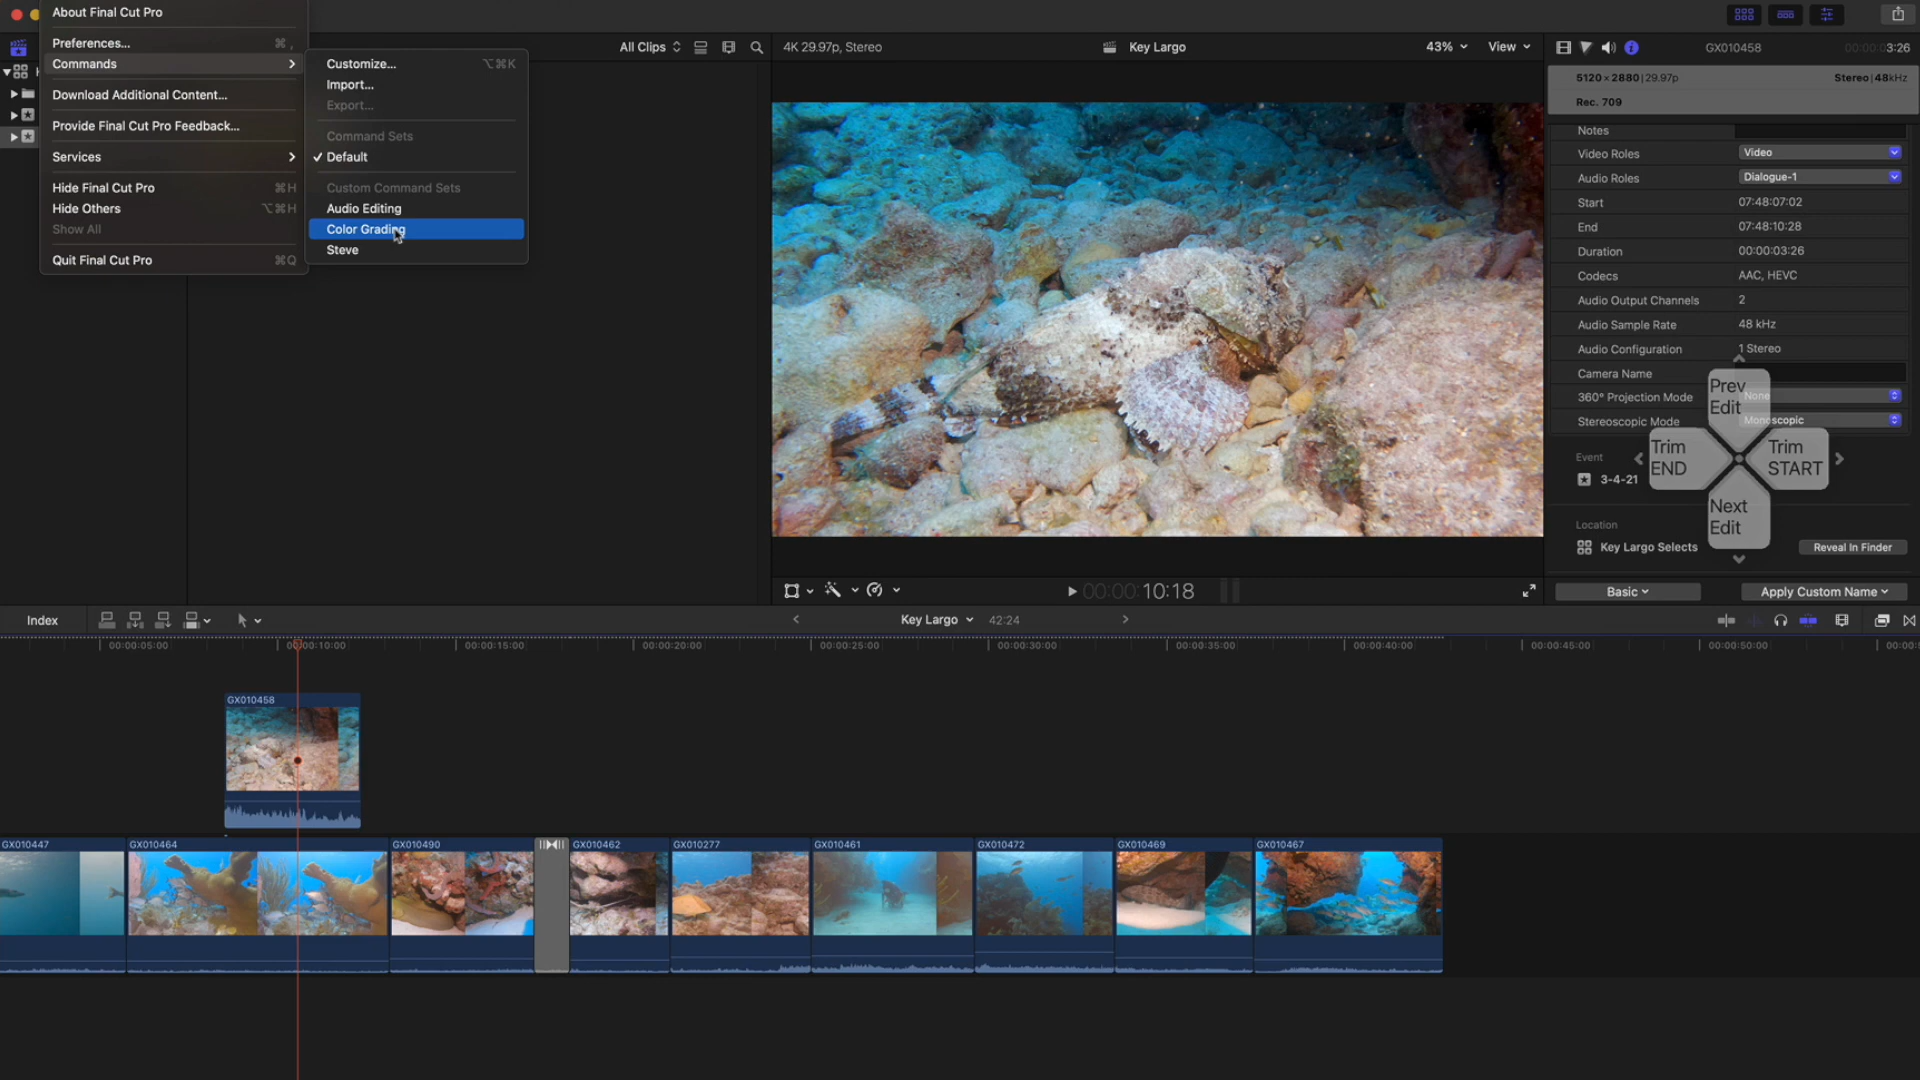 About Final Cut Pro
Preferences... ⌘ ,
Commands
Download Additional Content...
Provide Final Cut Pro Feedback...
Services
Hide Final Cut Pro ⌘H
Hide Others ⌥⌘H
Show All
Quit Final Cut Pro ⌘Q
Customize... ⌥⌘K
Import...
Export...
Command Sets
✓ Default
Custom Command Sets
Audio Editing
Color Grading
Steve
All Clips
4K 29.97p, Stereo
Key Largo
43%
View
GX010458
00:00:03:26
5120 × 2880 | 29.97p
Stereo | 48kHz
Rec. 709
Notes
Video Roles Video
Audio Roles Dialogue-1
Start 07:48:07:02
End 07:48:10:28
Duration 00:00:03:26
Codecs AAC, HEVC
Audio Output Channels 2
Audio Sample Rate 48 kHz
Audio Configuration 1 Stereo
Camera Name
360° Projection Mode None
Stereoscopic Mode Monoscopic
Prev
Edit
Trim
END
Trim
START
Next
Edit
Event
3-4-21
Location
Key Largo Selects
Reveal In Finder
Basic
Apply Custom Name
00:00:10:18
Index
Key Largo
42:24
00:00:05:00
00:00:10:00
00:00:15:00
00:00:20:00
00:00:25:00
00:00:30:00
00:00:35:00
00:00:40:00
00:00:45:00
00:00:50:00
GX010458
GX010447
GX010464
GX010490
GX010462
GX010277
GX010461
GX010472
GX010469
GX010467